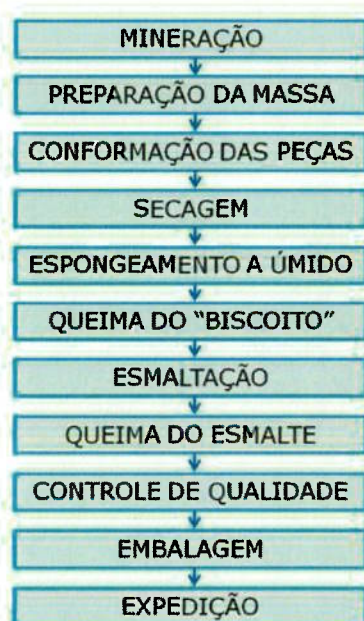 MINERAÇÃO
PREPARAÇÃO DA MASSA
CONFORMAÇÃO DAS PEÇAS
SECAGEM
ESPONGEAMENTO A ÚMIDO
QUEIMA DO "BISCOITO"
ESMALTAÇÃO
QUEIMA DO ESMALTE
CONTROLE DE QUALIDADE
EMBALAGEM
EXPEDIÇÃO